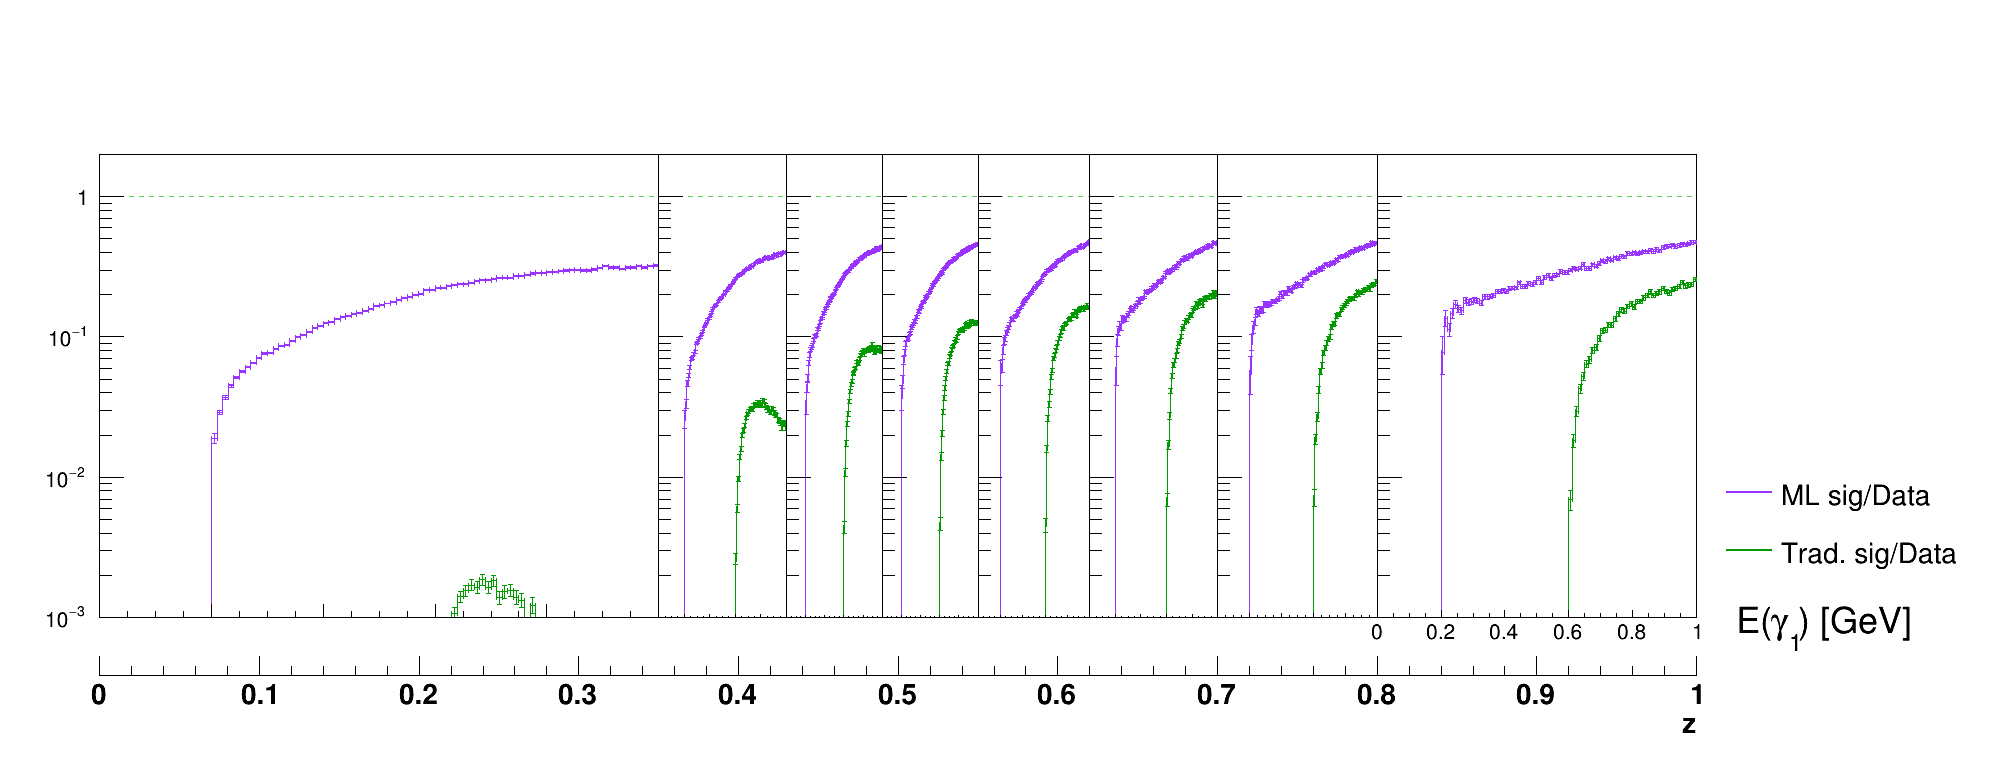 1
10⁻¹
10⁻²
10⁻³
ML sig/Data
Trad. sig/Data
E(γ₁) [GeV]
0 0.2 0.4 0.6 0.8 1
0 0.1 0.2 0.3 0.4 0.5 0.6 0.7 0.8 0.9 1
z